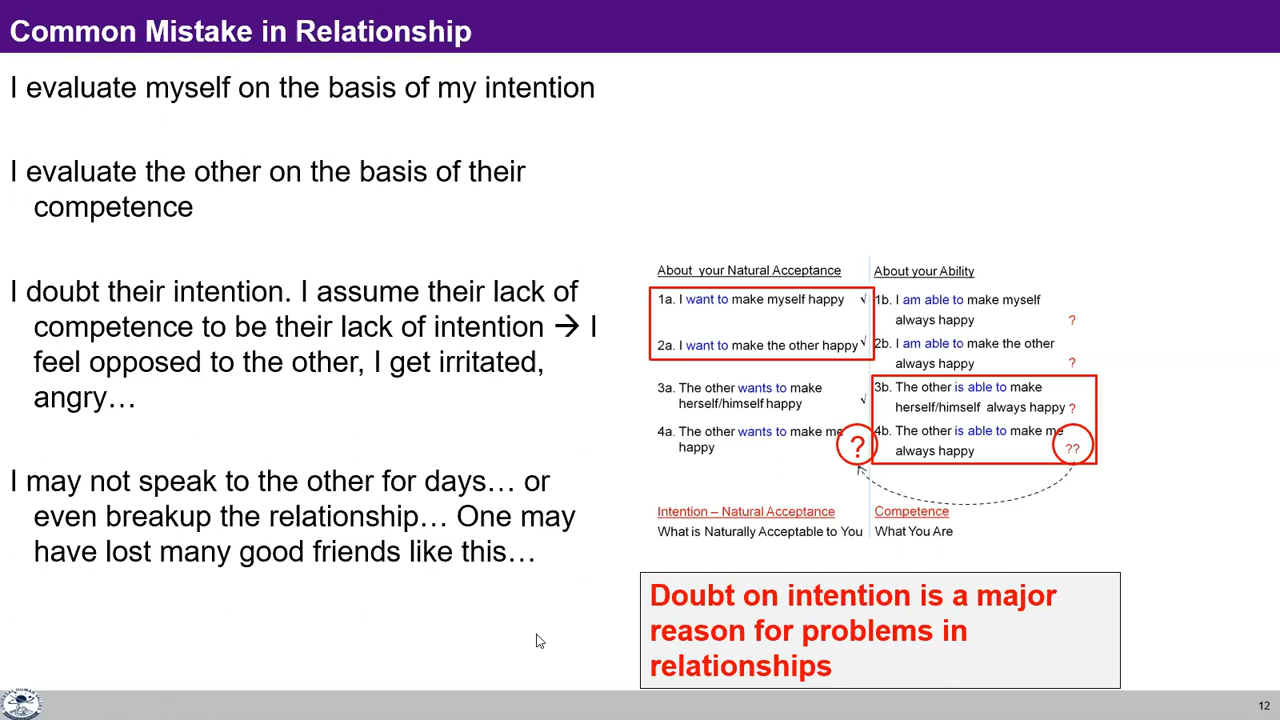 Common Mistake in Relationship
I evaluate myself on the basis of my intention
I evaluate the other on the basis of their
competence
I doubt their intention. I assume their lack of
competence to be their lack of intention → I
feel opposed to the other, I get irritated,
angry…
I may not speak to the other for days… or
even breakup the relationship… One may
have lost many good friends like this…
About your Natural Acceptance
1a. I want to make myself happy √
2a. I want to make the other happy √
3a. The other wants to make
herself/himself happy √
4a. The other wants to make me
happy ?
Intention – Natural Acceptance
What is Naturally Acceptable to You
About your Ability
1b. I am able to make myself
always happy ?
2b. I am able to make the other
always happy ?
3b. The other is able to make
herself/himself always happy ?
4b. The other is able to make me
always happy ??
Competence
What You Are
Doubt on intention is a major
reason for problems in
relationships
12